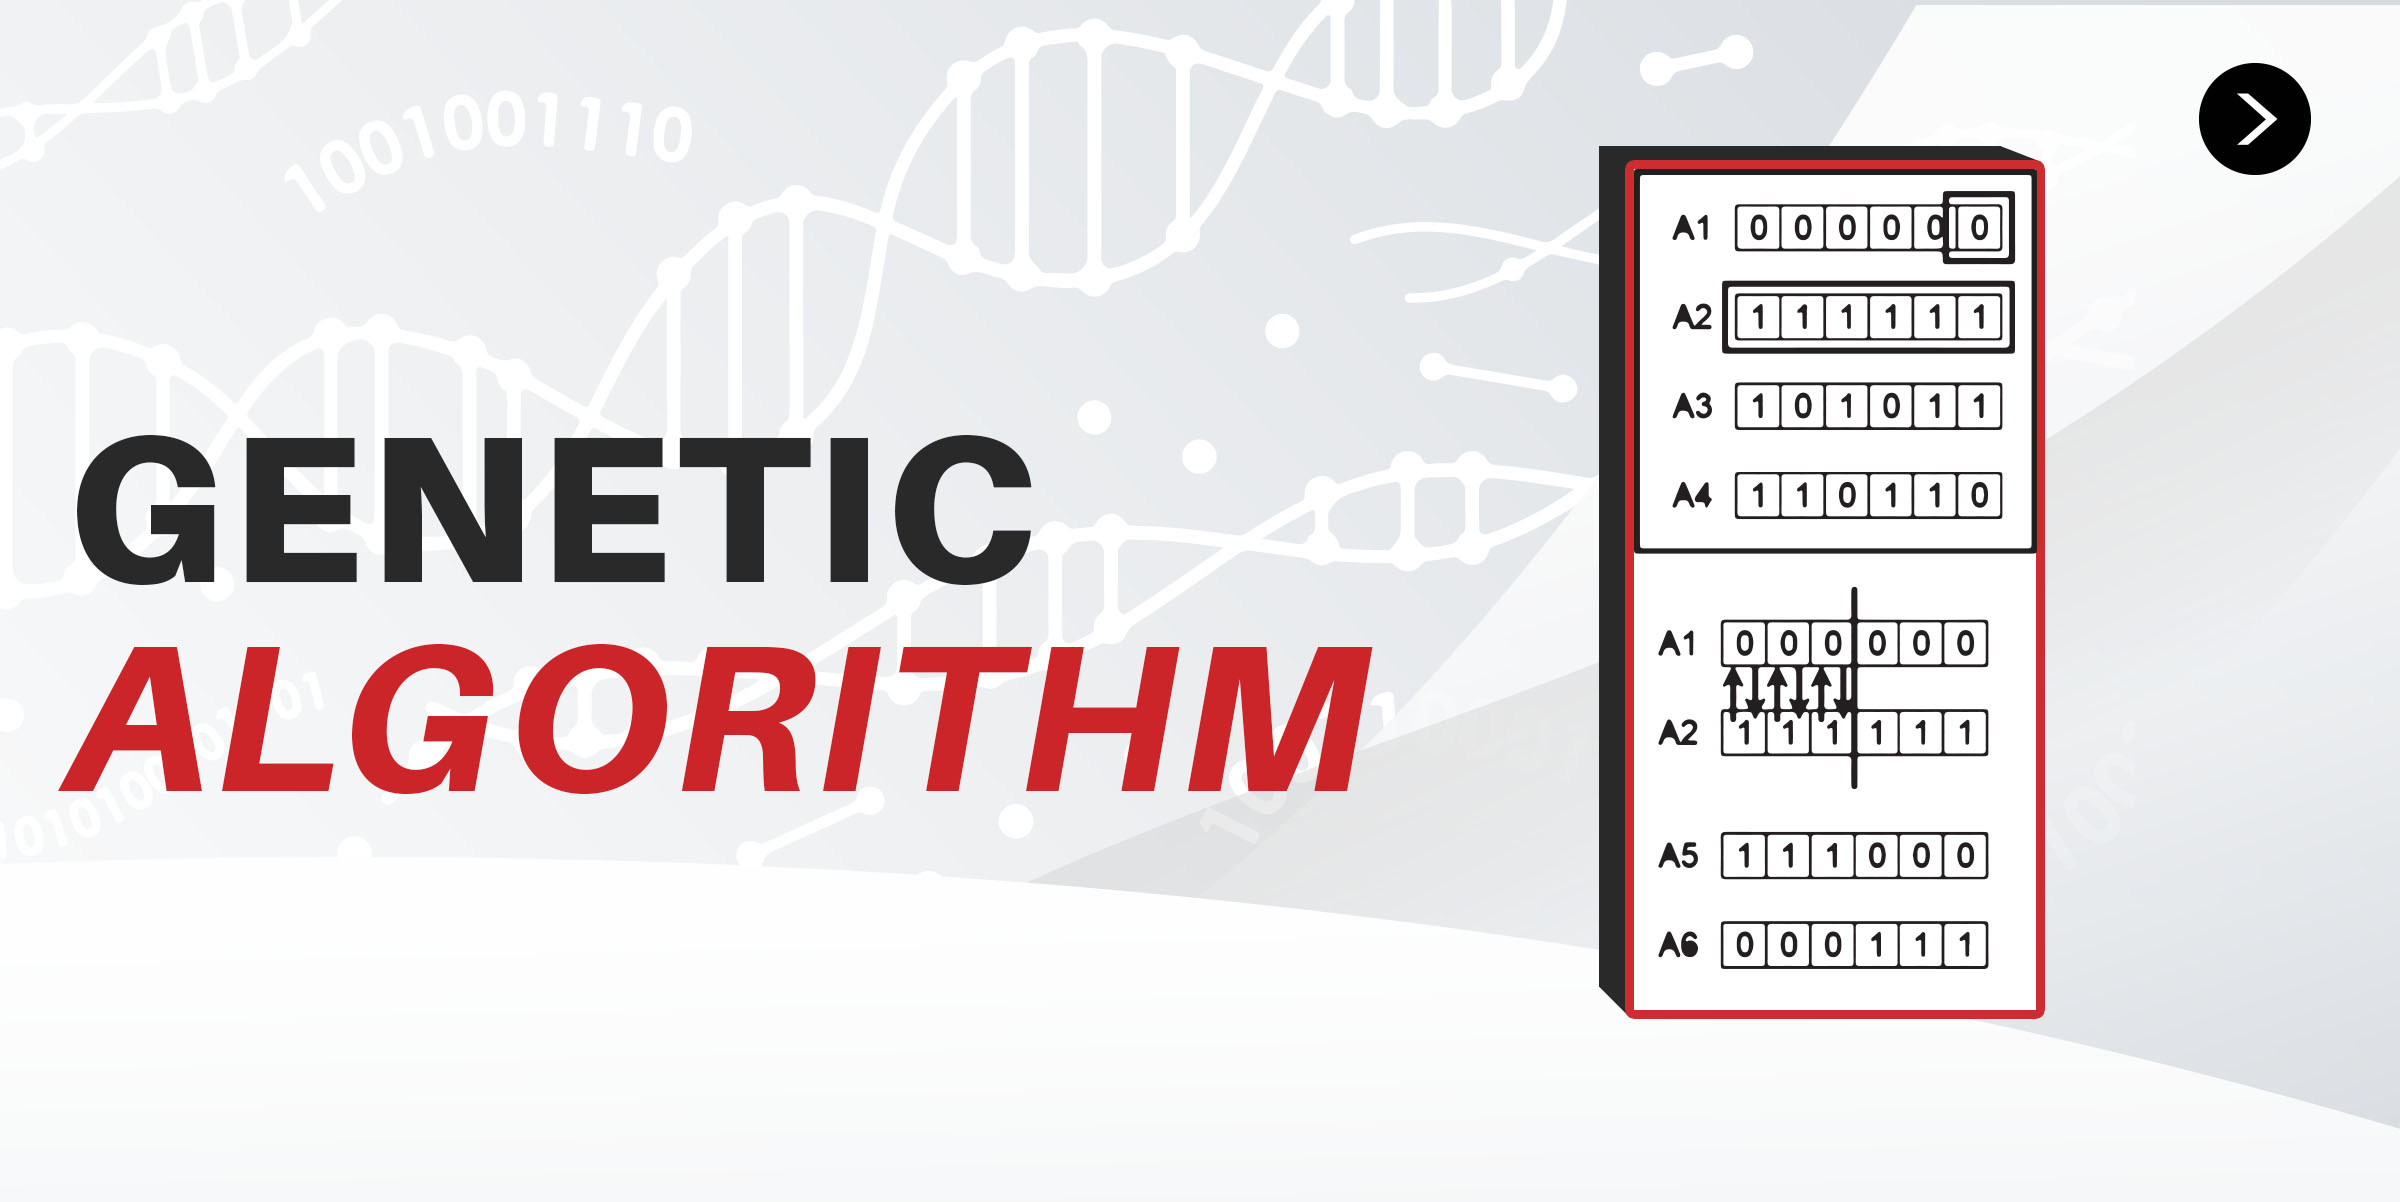 1001001110
GENETIC
ALGORITHM
A1 0 0 0 0 0 0
A2 1 1 1 1 1 1
A3 1 0 1 0 1 1
A4 1 1 0 1 1 0
A1 0 0 0 0 0 0
A2 1 1 1 1 1 1
A5 1 1 1 0 0 0
A6 0 0 0 1 1 1